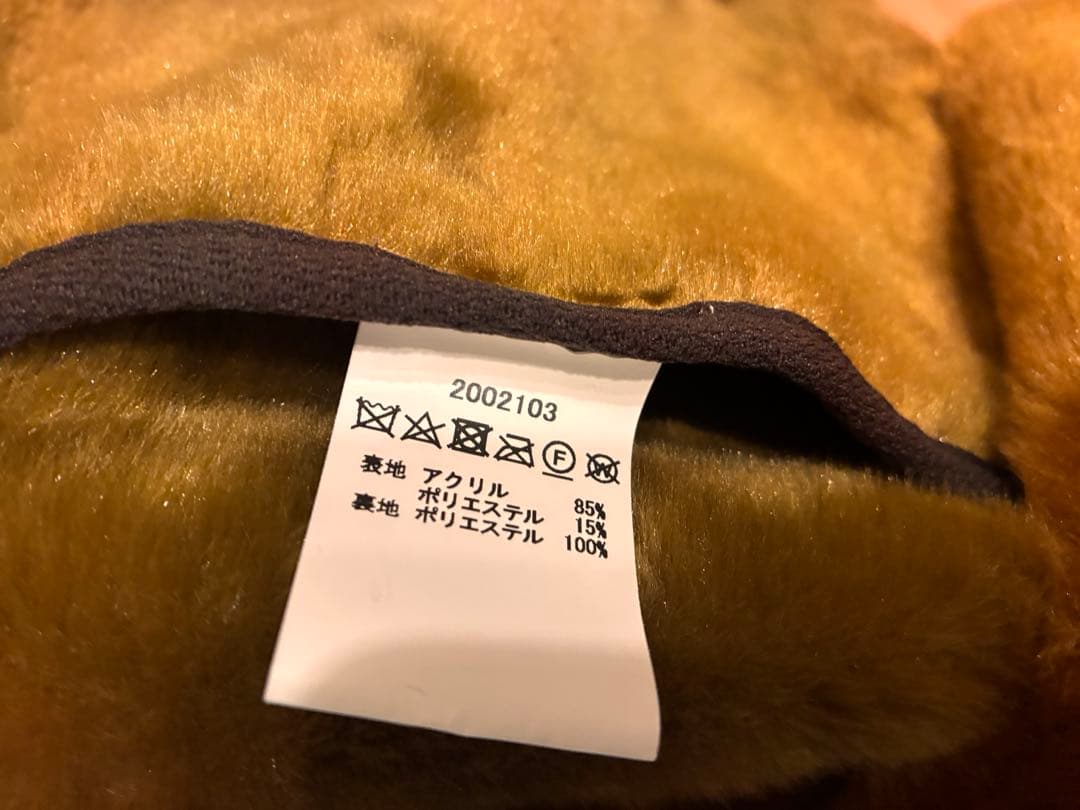 2002103
F W
表地 アクリル 85%
ポリエステル 15%
裏地 ポリエステル 100%